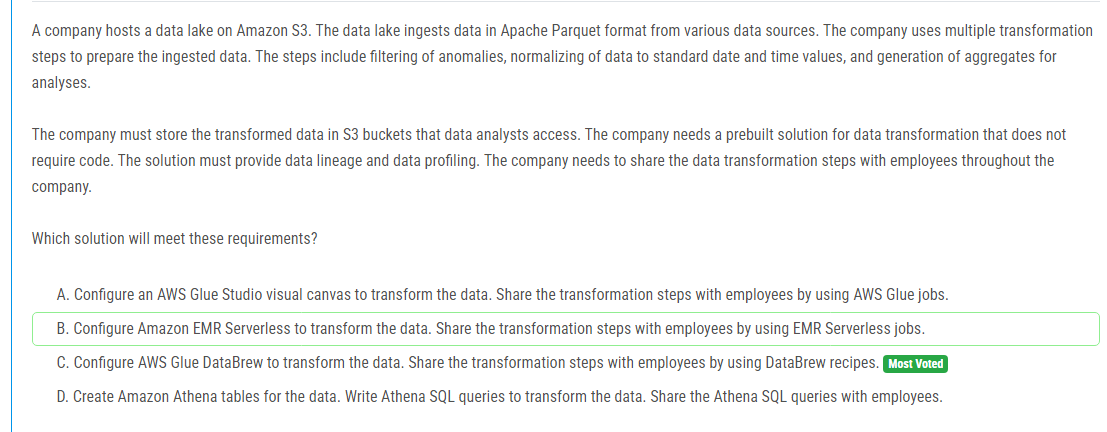 A company hosts a data lake on Amazon S3. The data lake ingests data in Apache Parquet format from various data sources. The company uses multiple transformation
steps to prepare the ingested data. The steps include filtering of anomalies, normalizing of data to standard date and time values, and generation of aggregates for
analyses.
The company must store the transformed data in S3 buckets that data analysts access. The company needs a prebuilt solution for data transformation that does not
require code. The solution must provide data lineage and data profiling. The company needs to share the data transformation steps with employees throughout the
company.
Which solution will meet these requirements?
A. Configure an AWS Glue Studio visual canvas to transform the data. Share the transformation steps with employees by using AWS Glue jobs.
B. Configure Amazon EMR Serverless to transform the data. Share the transformation steps with employees by using EMR Serverless jobs.
C. Configure AWS Glue DataBrew to transform the data. Share the transformation steps with employees by using DataBrew recipes. Most Voted
D. Create Amazon Athena tables for the data. Write Athena SQL queries to transform the data. Share the Athena SQL queries with employees.